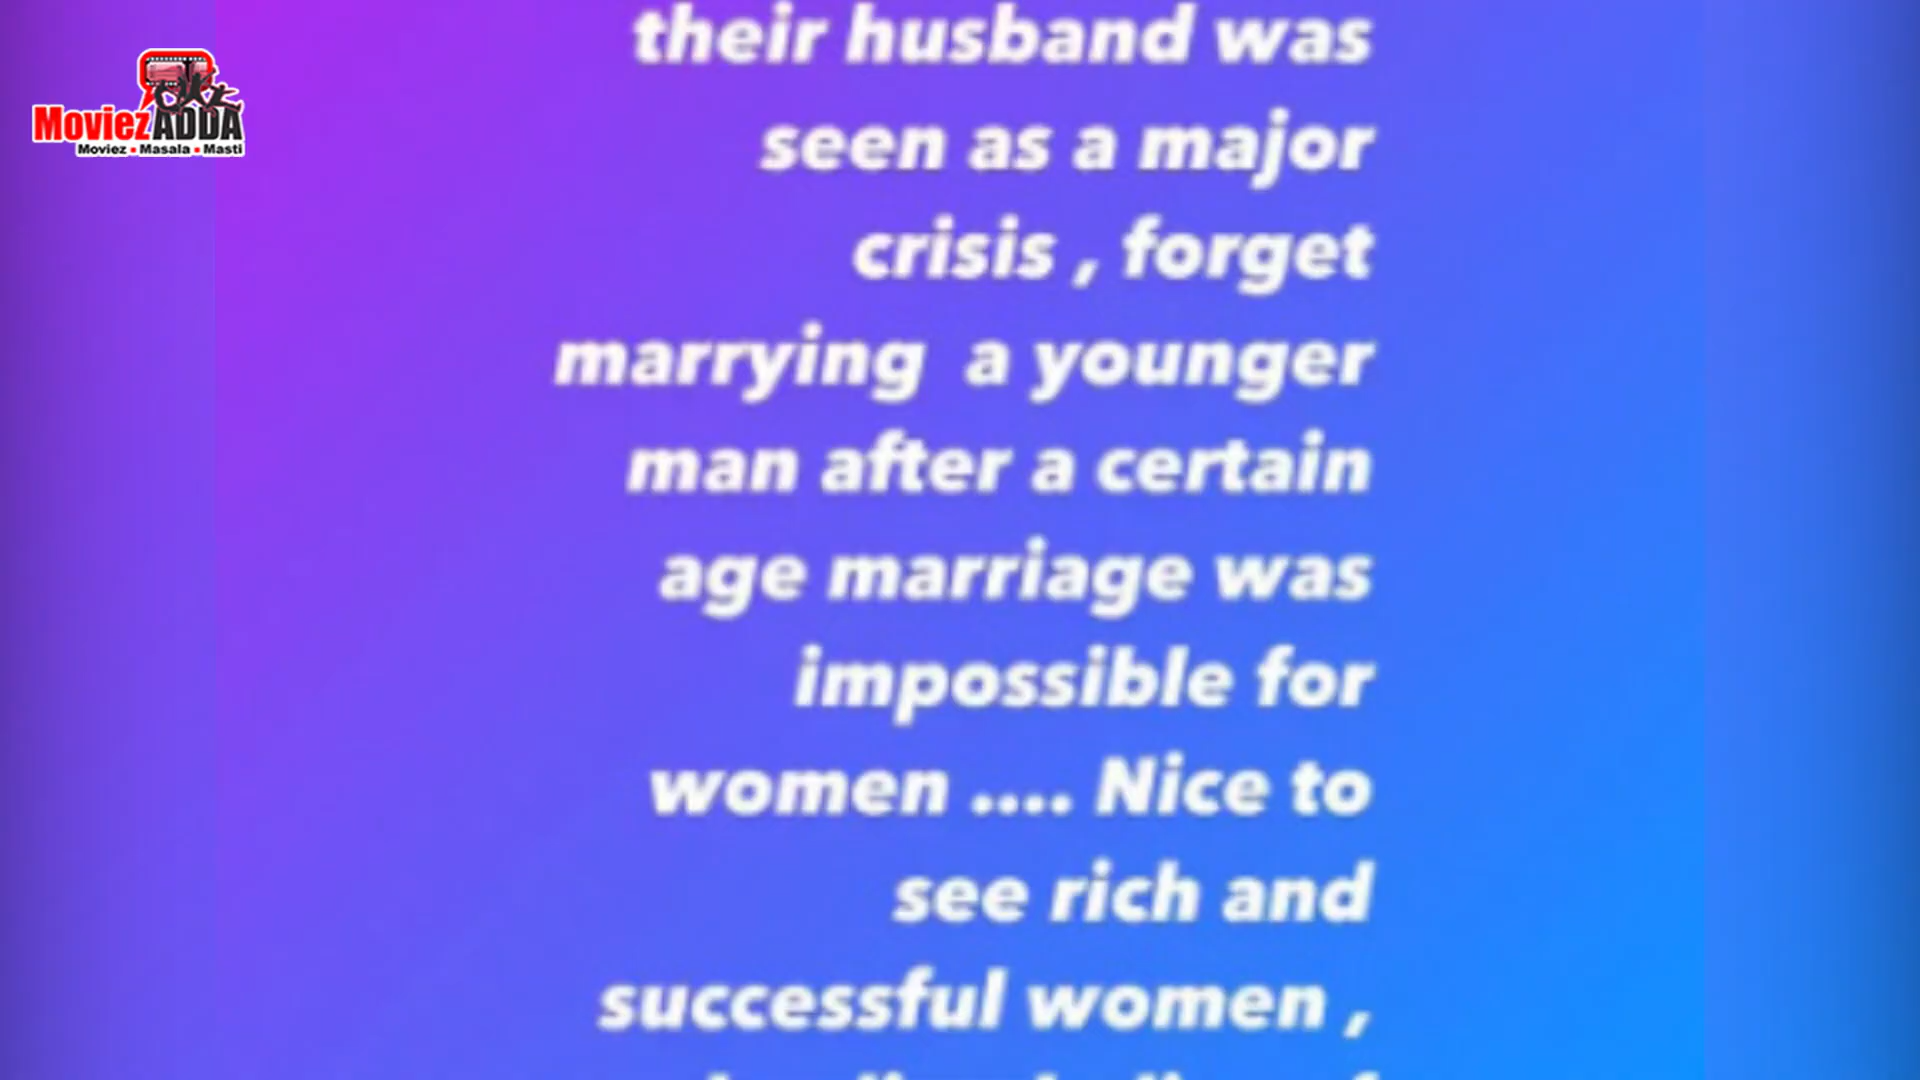 MoviezADDA
Moviez • Masala • Masti
their husband was
seen as a major
crisis , forget
marrying a younger
man after a certain
age marriage was
impossible for
women .... Nice to
see rich and
successful women ,